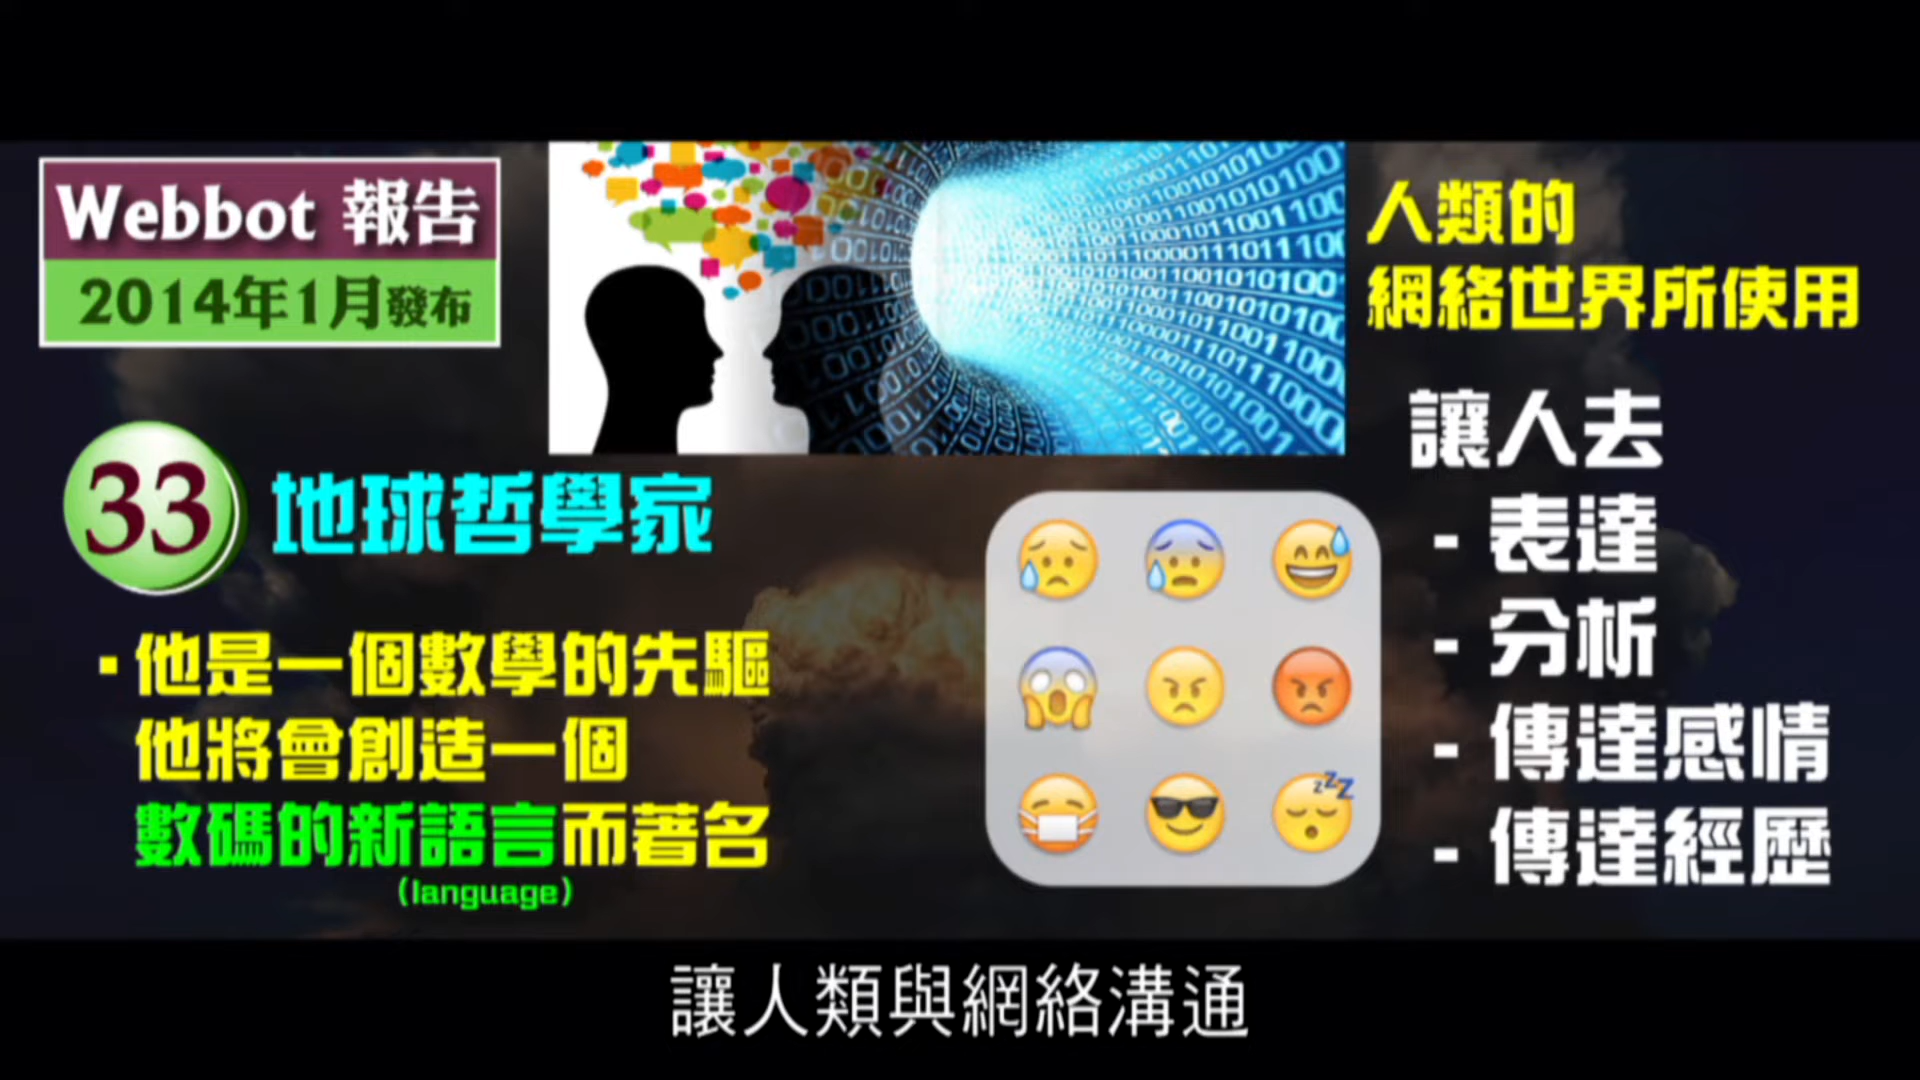 Webbot 報告
2014年1月發布
33 地球哲學家
▪他是一個數學的先驅
他將會創造一個
數碼的新語言而著名
(language)
人類的
網絡世界所使用
讓人去
- 表達
- 分析
- 傳達感情
- 傳達經歷
讓人類與網絡溝通